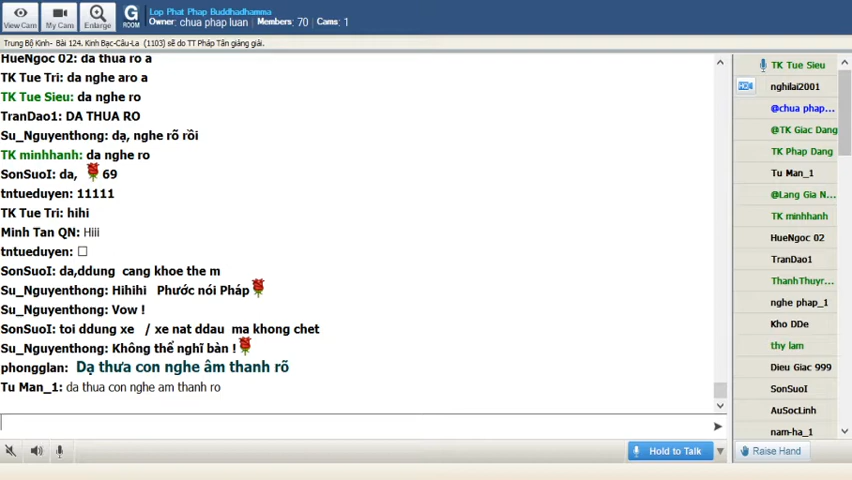 Lop Phat Phap Buddhadhamma
Owner: chua phap luan Members: 70 Cams: 1
View Cam My Cam Enlarge G ROOM
Trung Bộ Kinh- Bài 124. Kinh Bạc-Câu-La (1103) sẽ do TT Pháp Tân giảng giải.
HueNgoc 02: da thua ro a
TK Tue Tri: da nghe aro a
TK Tue Sieu: da nghe ro
TranDao1: DA THUA RO
Su_Nguyenthong: dạ, nghe rõ rồi
TK minhhanh: da nghe ro
SonSuoI: da, 69
tntueduyen: 11111
TK Tue Tri: hihi
Minh Tan QN: Hiii
tntueduyen: □
SonSuoI: da,ddung cang khoe the m
Su_Nguyenthong: Hihihi Phước nói Pháp
Su_Nguyenthong: Vow !
SonSuoI: toi ddung xe / xe nat ddau ma khong chet
Su_Nguyenthong: Không thể nghĩ bàn !
phongglan: Dạ thưa con nghe âm thanh rõ
Tu Man_1: da thua con nghe am thanh ro
Hold to Talk
TK Tue Sieu
nghilai2001
@chua phap...
@TK Giac Dang
TK Phap Dang
Tu Man_1
@Lang Gia N...
TK minhhanh
HueNgoc 02
TranDao1
ThanhThuyr...
nghe phap_1
Kho DDe
thy lam
Dieu Giac 999
SonSuoI
AuSocLinh
nam-ha_1
Raise Hand